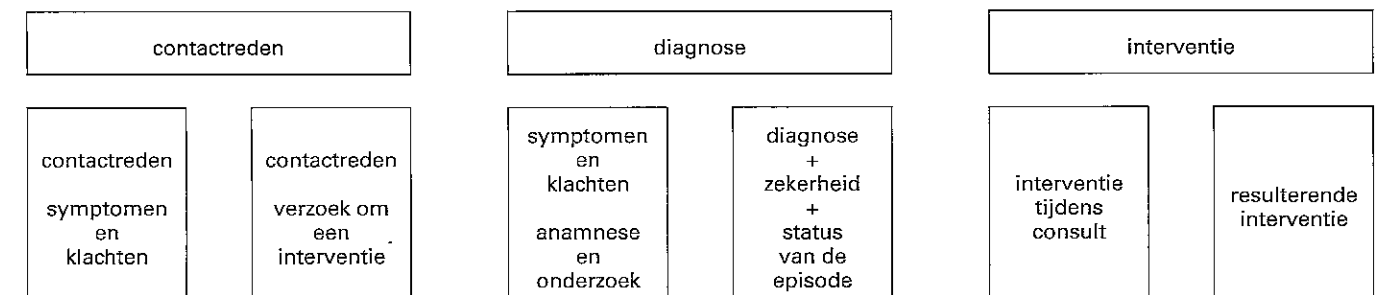 contactreden
diagnose
interventie
contactreden
symptomen
en
klachten
contactreden
verzoek om
een
interventie
symptomen
en
klachten
anamnese
en
onderzoek
diagnose
+
zekerheid
+
status
van de
episode
interventie
tijdens
consult
resulterende
interventie